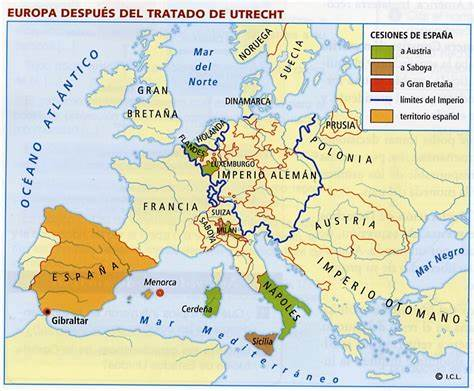 EUROPA DESPUÉS DEL TRATADO DE UTRECHT
CESIONES DE ESPAÑA
a Austria
a Saboya
a Gran Bretaña
límites del Imperio
territorio español
OCÉANO ATLÁNTICO
Mar
del
Norte
NORUEGA
SUECIA
DINAMARCA
GRAN
BRETAÑA
HOLANDA
FLANDES
LUXEMBURGO
IMPERIO ALEMÁN
PRUSIA
POLONIA
FRANCIA
SUIZA
SABOYA
MILÁN
AUSTRIA
IMPERIO OTOMANO
Mar Negro
ESPAÑA
Menorca
Cerdeña
NÁPOLES
Sicilia
Gibraltar
Mar Mediterráneo
© I.C.L.